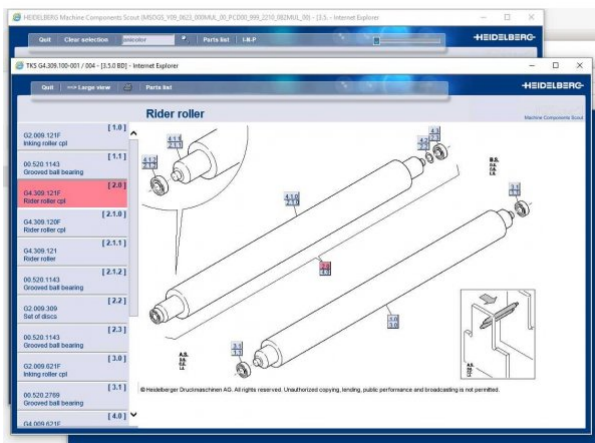 HEIDELBERG Machine Components Scout
Internet Explorer
Quit Clear selection Parts list I-N-P
HEIDELBERG
TKS G4.309.100-001 / 004 - [3.5.0 BD] - Internet Explorer
Quit ==> Large view Parts list
HEIDELBERG
Machine Components Scout
Rider roller
[ 1.0 ]
G2.009.121F
Inking roller cpl
[ 1.1 ]
00.520.1143
Grooved ball bearing
[ 2.0 ]
G4.309.121F
Rider roller cpl
[ 2.1.0 ]
G4.309.120F
Rider roller cpl
[ 2.1.1 ]
G4.309.121
Rider roller
[ 2.1.2 ]
00.520.1143
Grooved ball bearing
[ 2.2 ]
G2.009.309
Set of discs
[ 2.3 ]
00.520.1143
Grooved ball bearing
[ 3.0 ]
G2.009.621F
Inking roller cpl
[ 3.1 ]
00.520.2769
Grooved ball bearing
[ 4.0 ]
G4.009.621F
A.S.
B.S.
© Heidelberger Druckmaschinen AG. All rights reserved. Unauthorized copying, lending, public performance and broadcasting is not permitted.